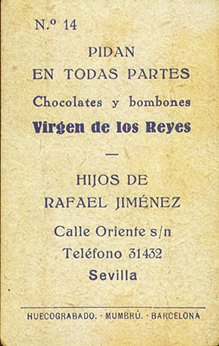 N.º 14
PIDAN
EN TODAS PARTES
Chocolates y bombones
Virgen de los Reyes
—
HIJOS DE
RAFAEL JIMÉNEZ
Calle Oriente s/n
Teléfono 31432
Sevilla
HUECOGRABADO. - MUMBRÚ. - BARCELONA